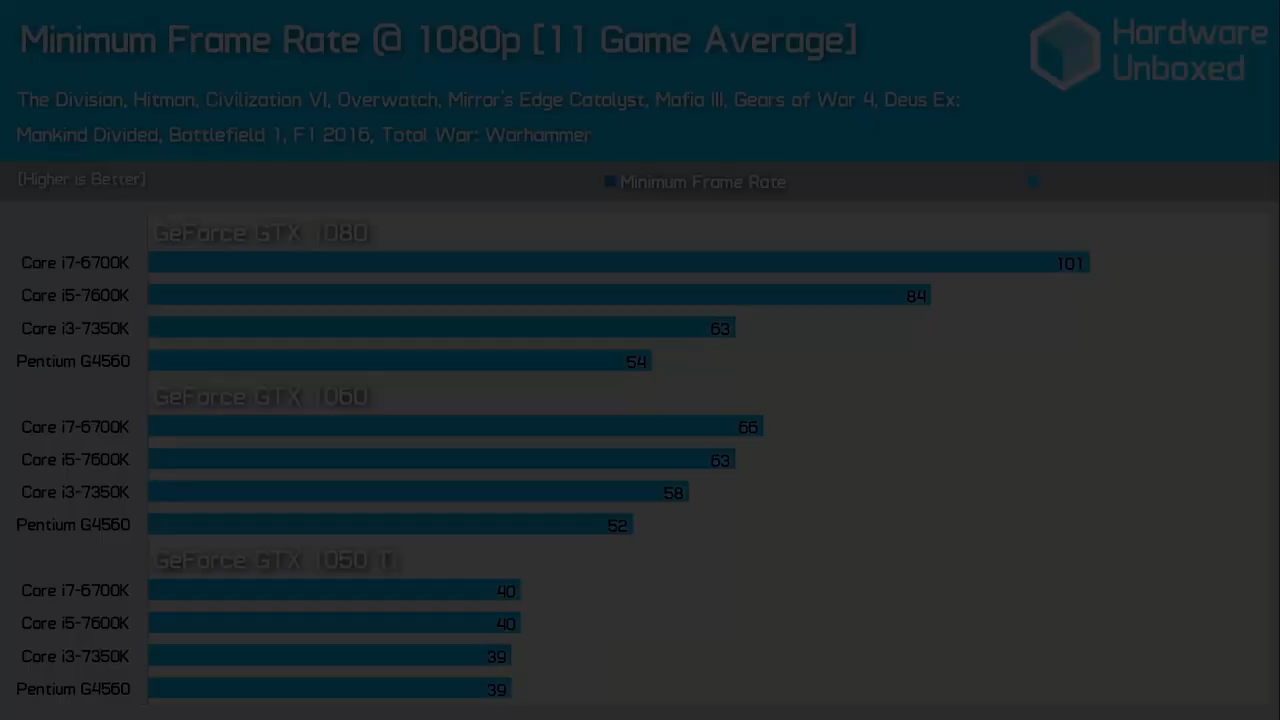 Minimum Frame Rate @ 1080p [11 Game Average]
Hardware
Unboxed
The Division, Hitman, Civilization VI, Overwatch, Mirror's Edge Catalyst, Mafia III, Gears of War 4, Deus Ex:
Mankind Divided, Battlefield 1, F1 2016, Total War: Warhammer
[Higher is Better]
Minimum Frame Rate
GeForce GTX 1080
Core i7-6700K 101
Core i5-7600K 84
Core i3-7350K 63
Pentium G4560 54
GeForce GTX 1060
Core i7-6700K 66
Core i5-7600K 63
Core i3-7350K 58
Pentium G4560 52
GeForce GTX 1050 Ti
Core i7-6700K 40
Core i5-7600K 40
Core i3-7350K 39
Pentium G4560 39